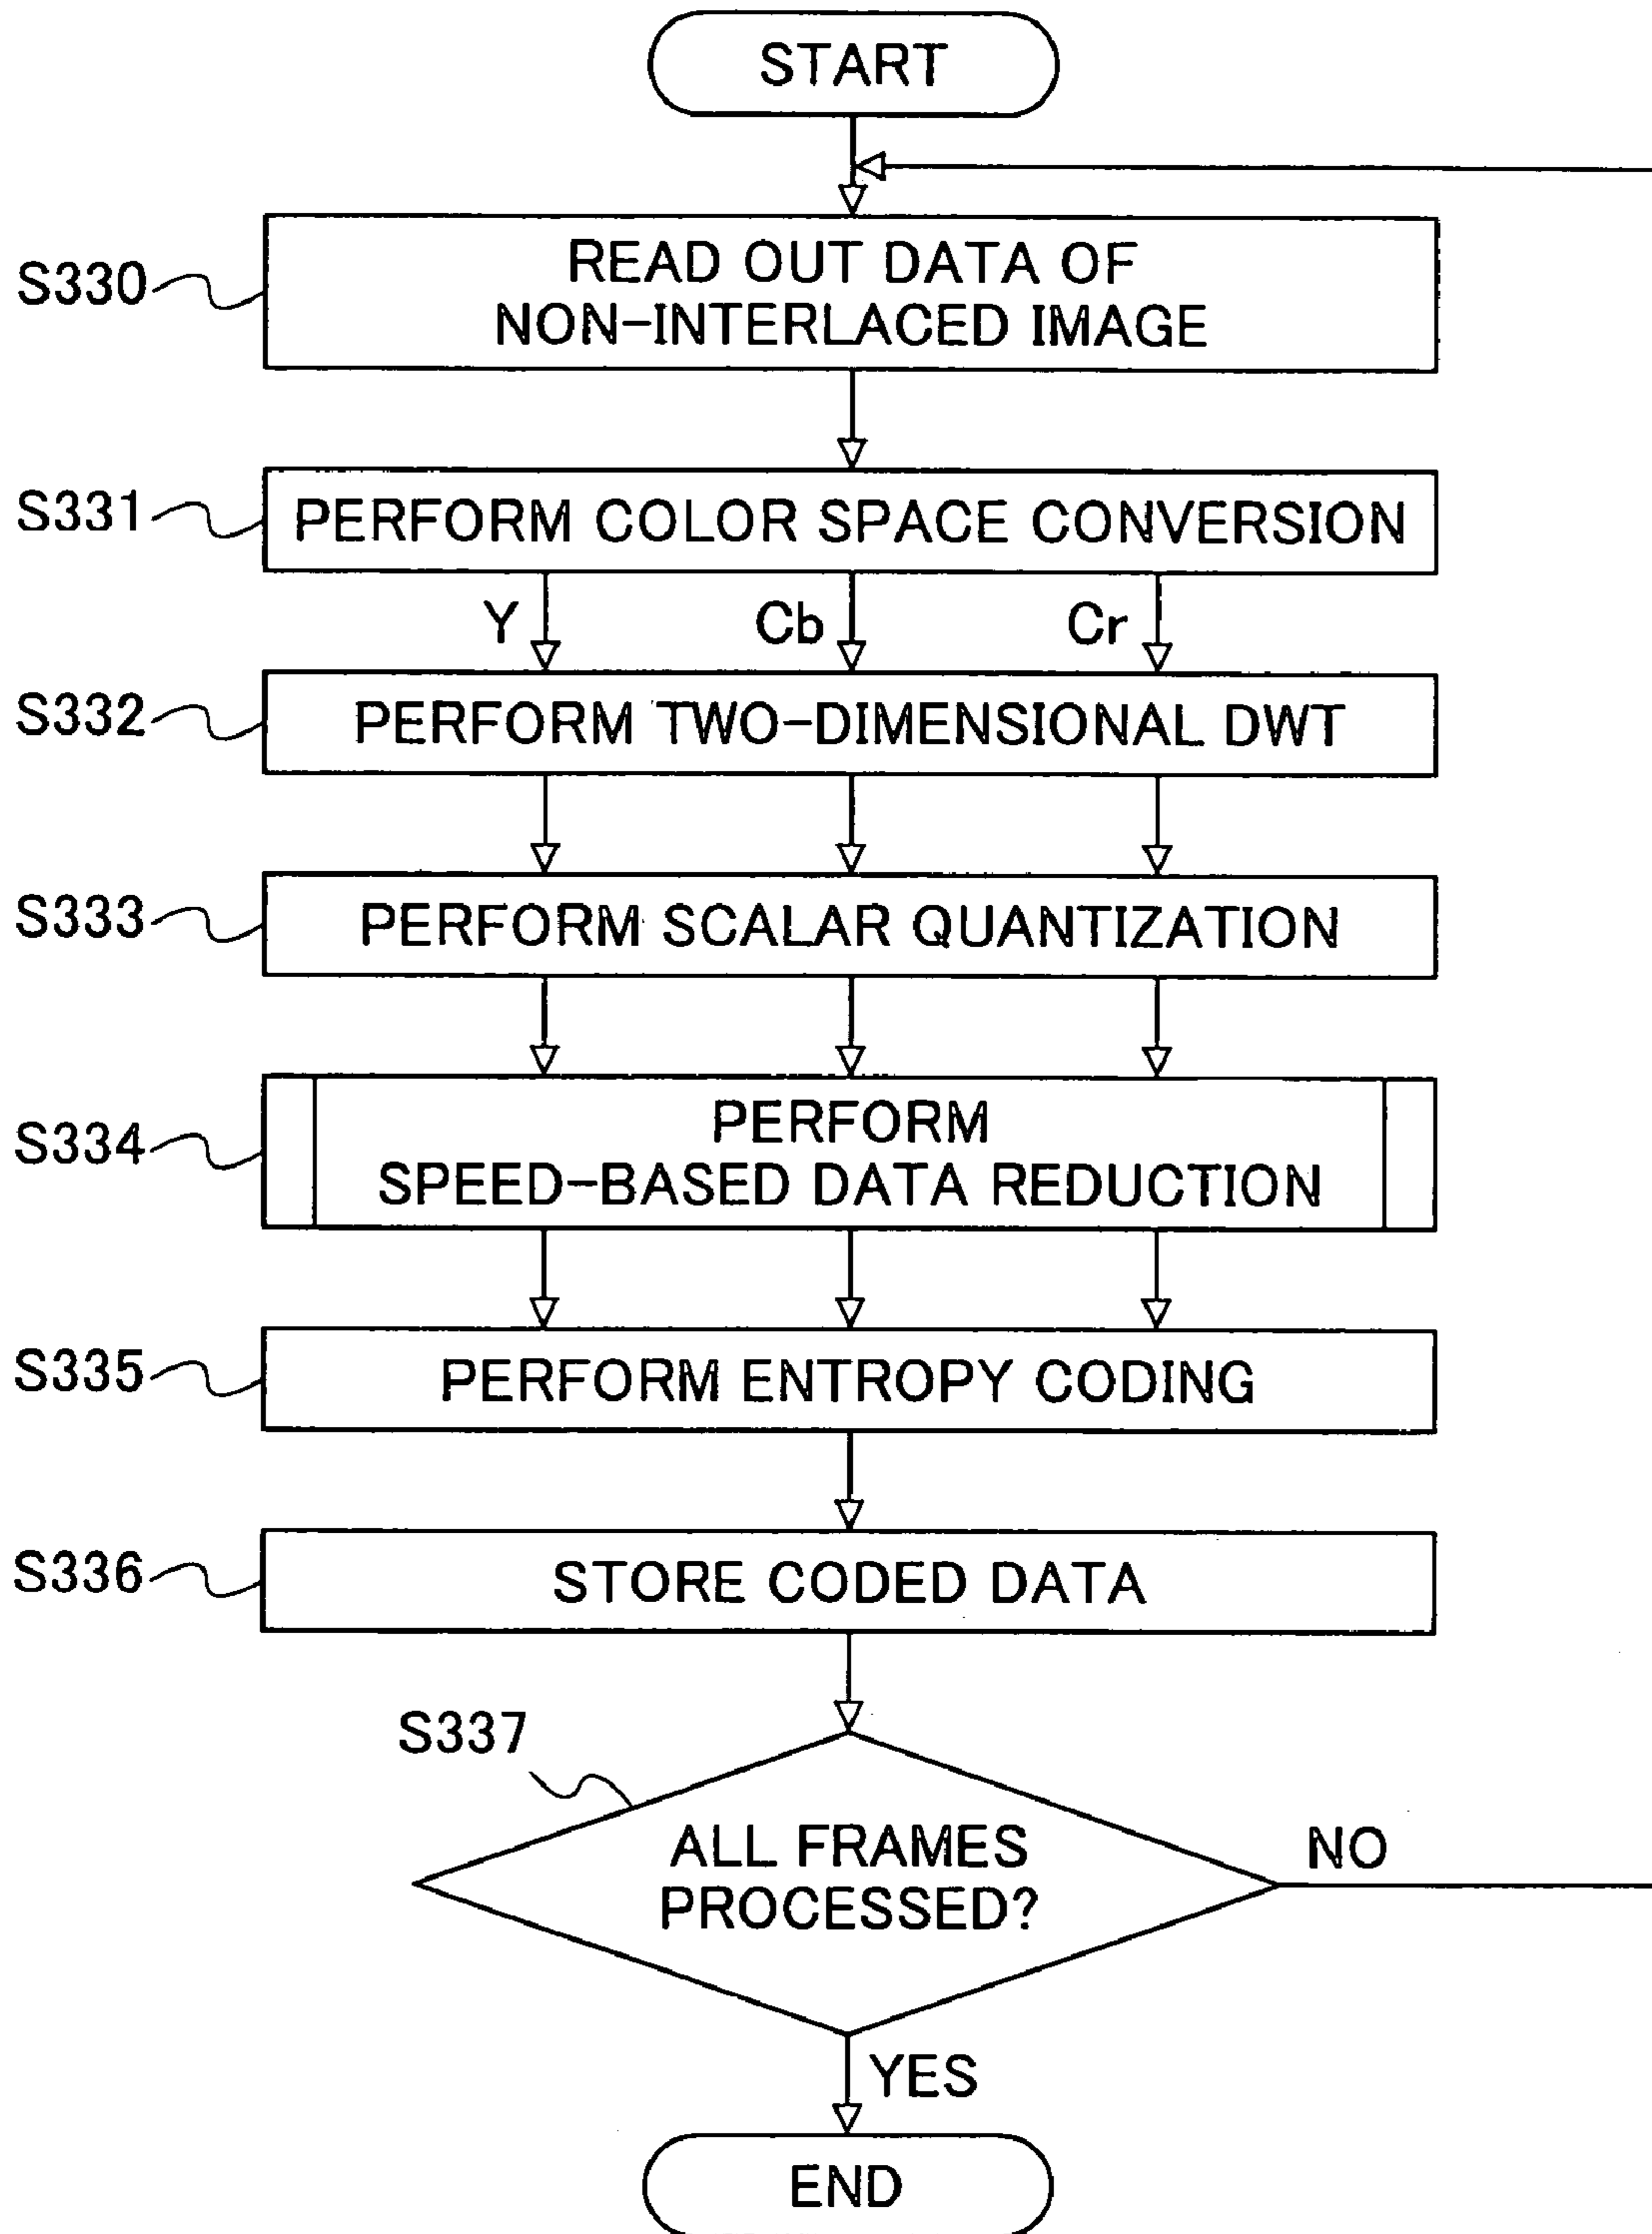 START
S330
READ OUT DATA OF
NON-INTERLACED IMAGE
S331
PERFORM COLOR SPACE CONVERSION
Y Cb Cr
S332
PERFORM TWO-DIMENSIONAL DWT
S333
PERFORM SCALAR QUANTIZATION
S334
PERFORM
SPEED-BASED DATA REDUCTION
S335
PERFORM ENTROPY CODING
S336
STORE CODED DATA
S337
ALL FRAMES
PROCESSED?
NO
YES
END